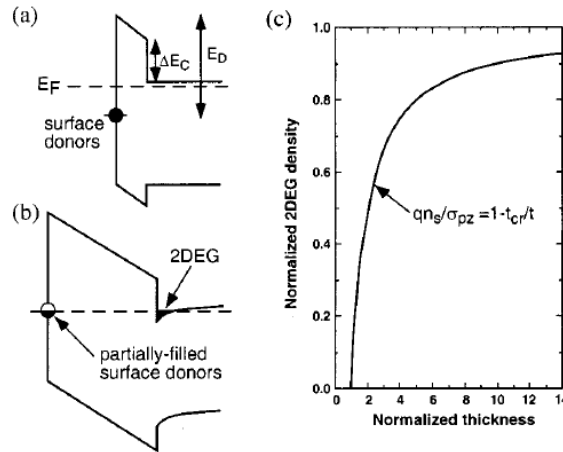 (a)
ΔE_C
E_D
E_F
surface
donors
(b)
2DEG
partially-filled
surface donors
(c)
Normalized 2DEG density
1.0
0.8
0.6
0.4
0.2
0.0
qn_s/σ_pz =1-t_cr/t
0 2 4 6 8 10 12 14
Normalized thickness